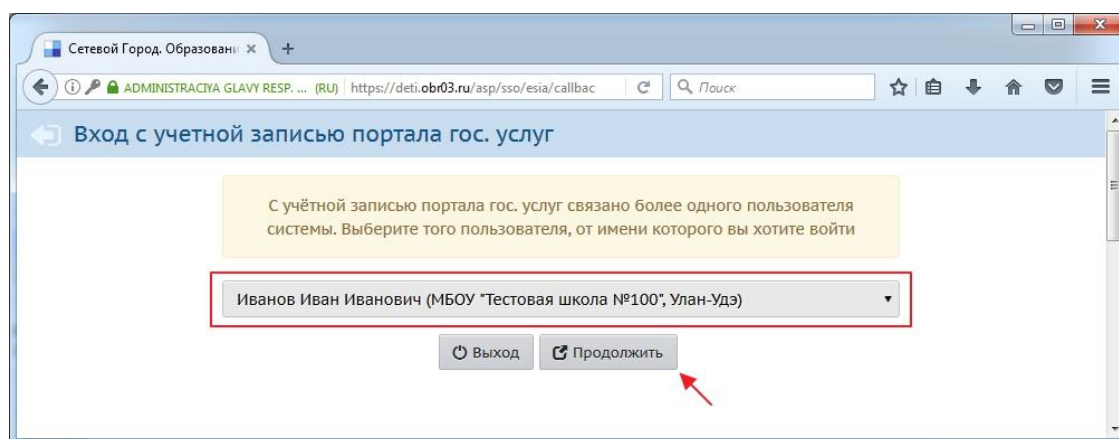 Сетевой Город. Образовани
ADMINISTRACIYA GLAVY RESP. ... (RU) https://deti.obr03.ru/asp/sso/esia/callbac Поиск
Вход с учетной записью портала гос. услуг
С учётной записью портала гос. услуг связано более одного пользователя
системы. Выберите того пользователя, от имени которого вы хотите войти
Иванов Иван Иванович (МБОУ "Тестовая школа №100", Улан-Удэ)
Выход Продолжить